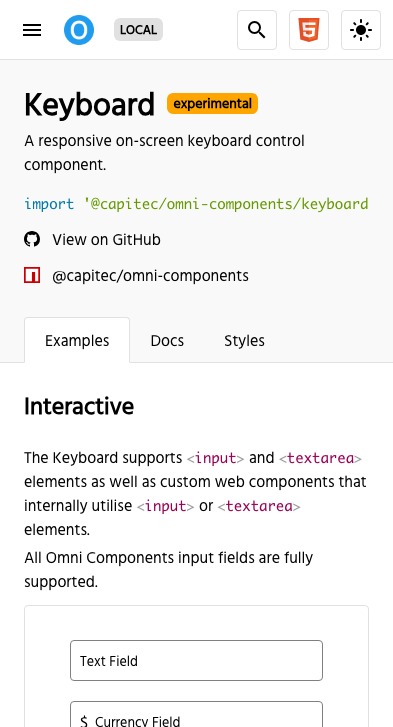 O LOCAL
Keyboard experimental
A responsive on-screen keyboard control
component.
import '@capitec/omni-components/keyboard
View on GitHub
@capitec/omni-components
Examples Docs Styles
Interactive
The Keyboard supports <input> and <textarea>
elements as well as custom web components that
internally utilise <input> or <textarea>
elements.
All Omni Components input fields are fully
supported.
Text Field
$ Currency Field